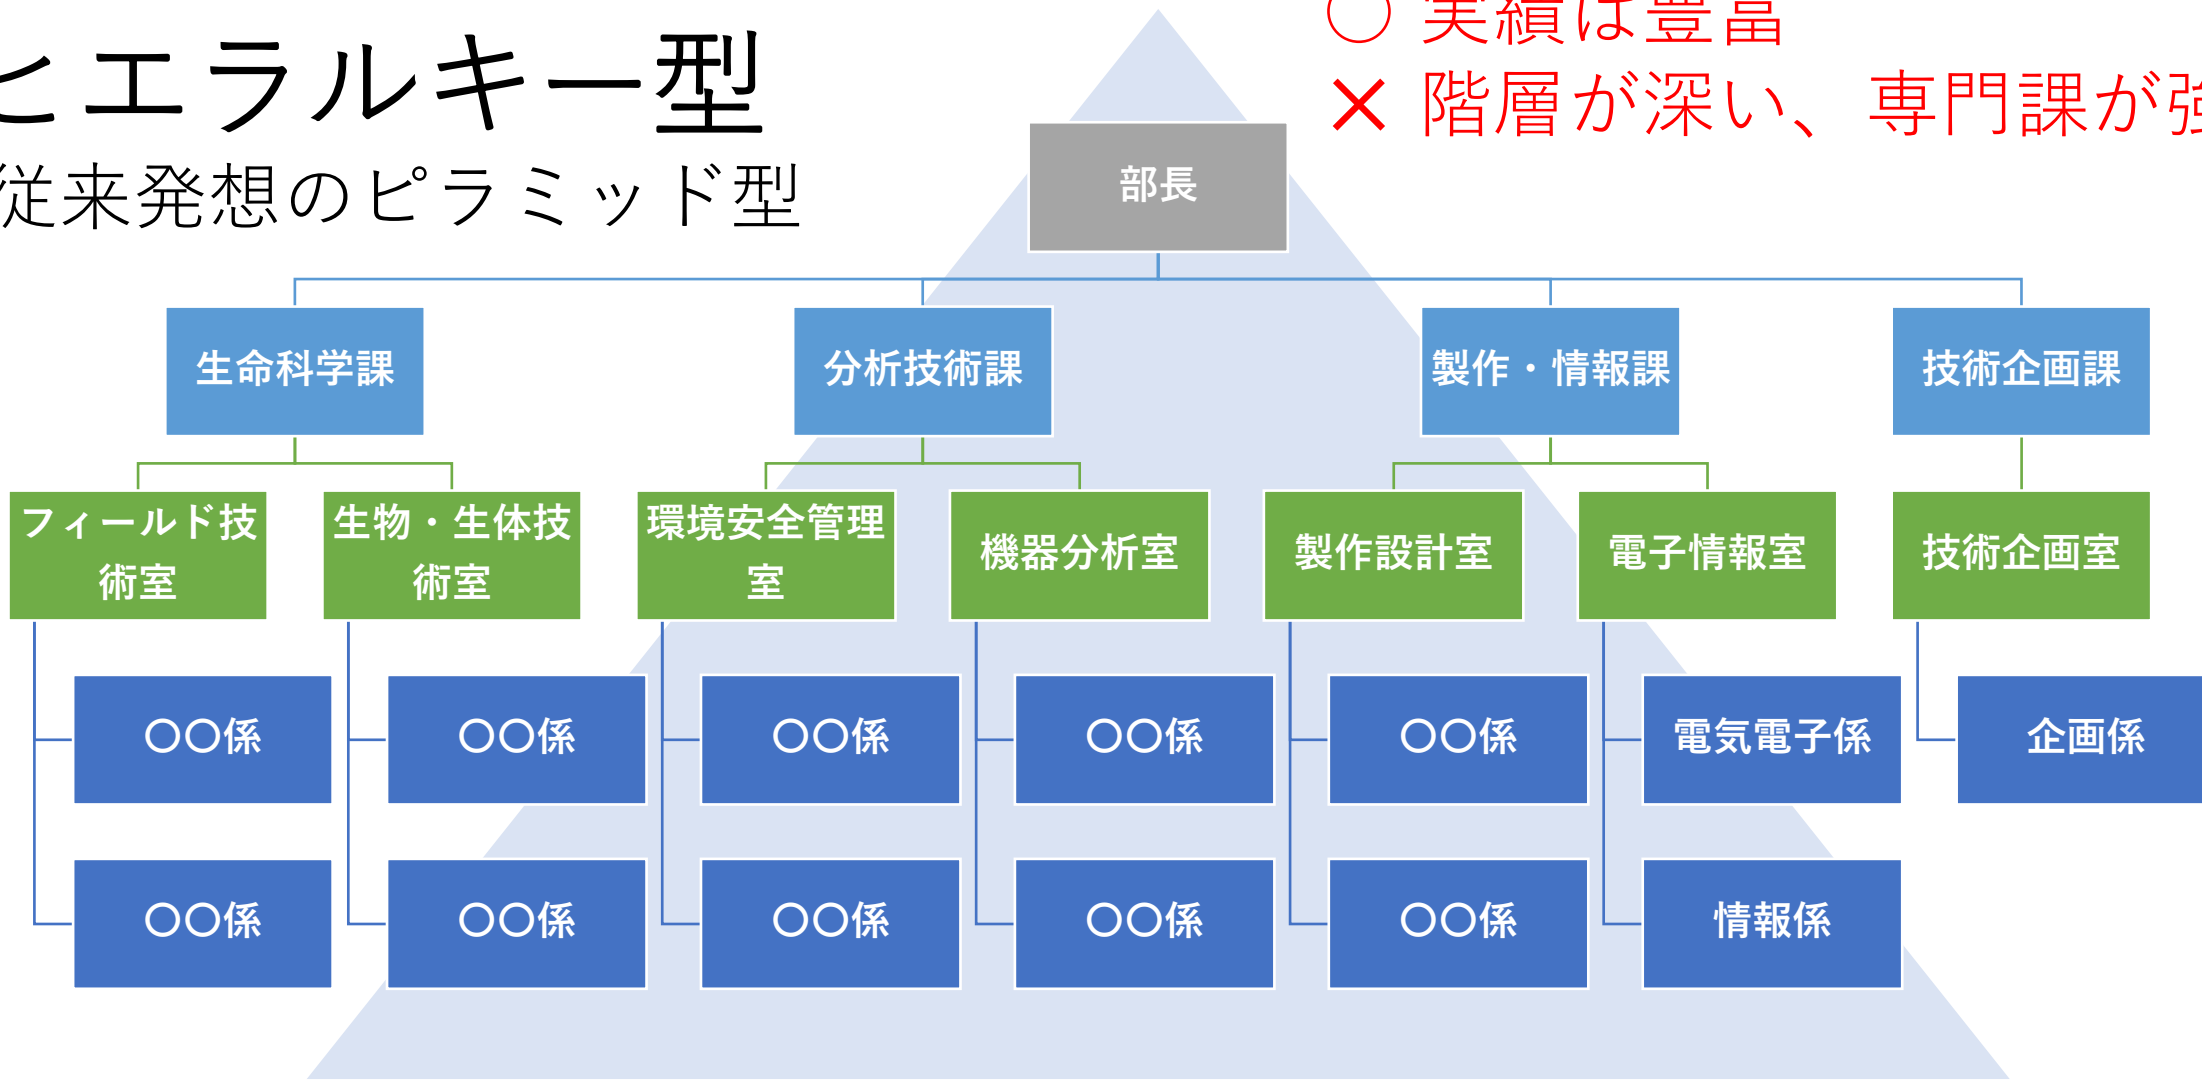 ヒエラルキー型
従来発想のピラミッド型
〇 実績は豊富
× 階層が深い、専門課が強
部長
生命科学課
分析技術課
製作・情報課
技術企画課
フィールド技
術室
生物・生体技
術室
環境安全管理
室
機器分析室
製作設計室
電子情報室
技術企画室
〇〇係
〇〇係
〇〇係
〇〇係
〇〇係
電気電子係
企画係
〇〇係
〇〇係
〇〇係
〇〇係
〇〇係
情報係